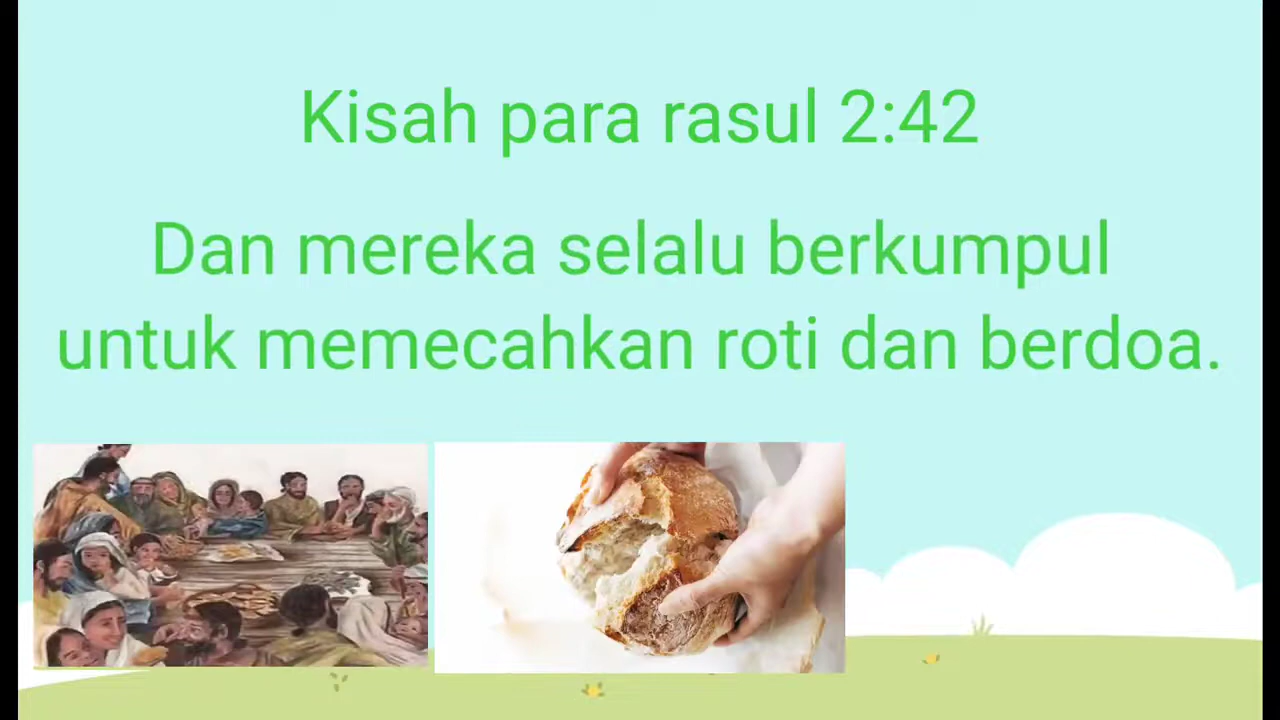 Kisah para rasul 2:42
Dan mereka selalu berkumpul
untuk memecahkan roti dan berdoa.